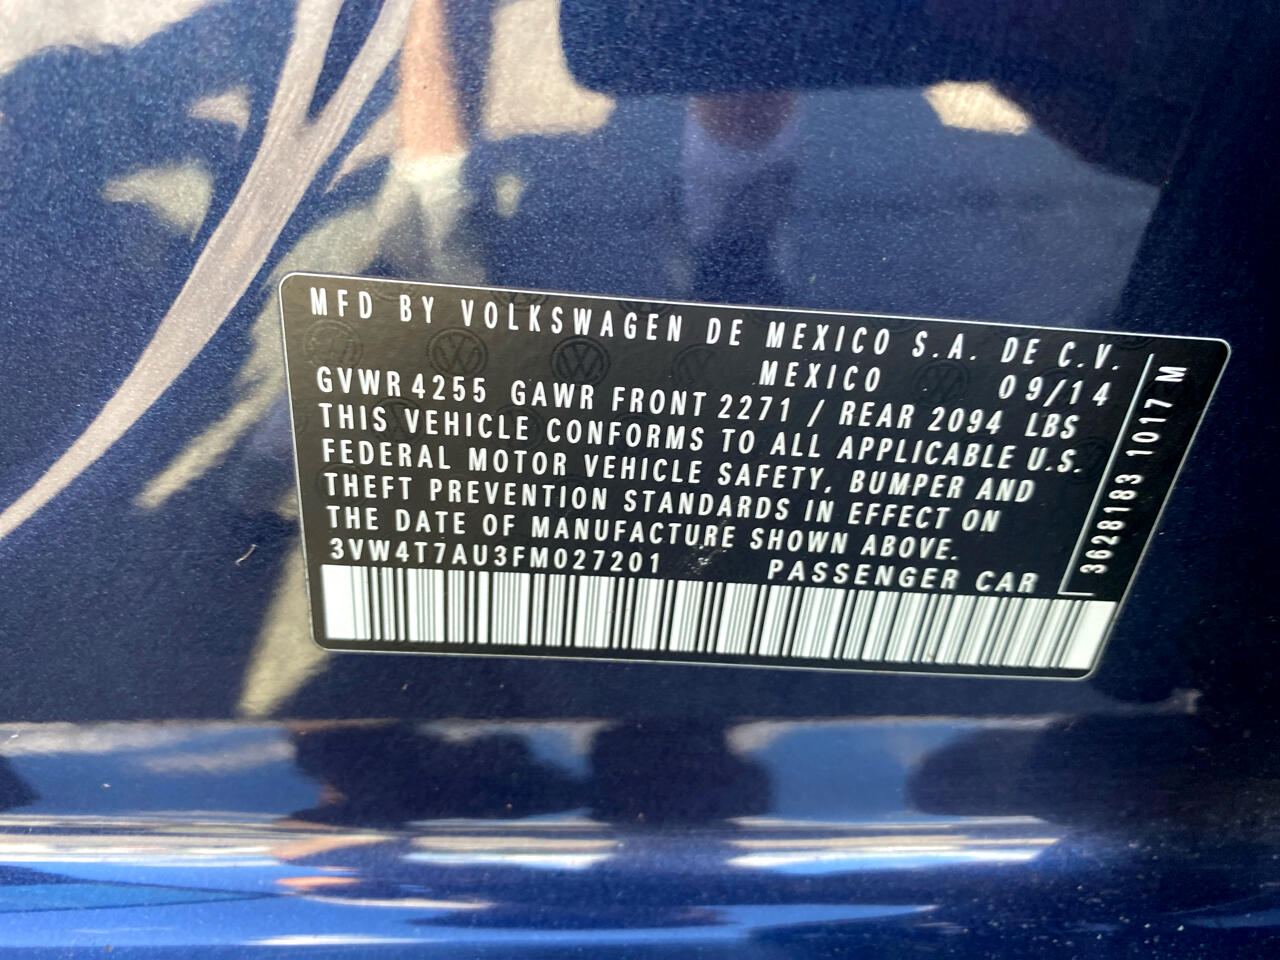 MFD BY VOLKSWAGEN DE MEXICO S.A. DE C.V.
MEXICO 09/14
GVWR 4255 GAWR FRONT 2271 / REAR 2094 LBS
THIS VEHICLE CONFORMS TO ALL APPLICABLE U.S.
FEDERAL MOTOR VEHICLE SAFETY, BUMPER AND
THEFT PREVENTION STANDARDS IN EFFECT ON
THE DATE OF MANUFACTURE SHOWN ABOVE.
3VW4T7AU3FM027201 PASSENGER CAR
3628183 1017 M